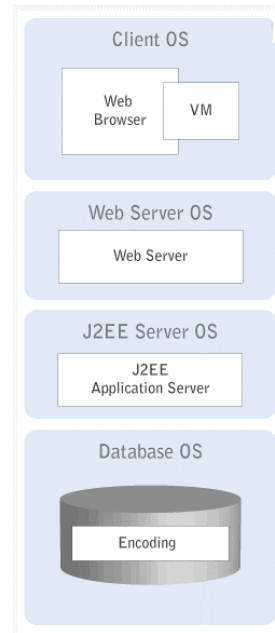 Client OS
Web
Browser
VM
Web Server OS
Web Server
J2EE Server OS
J2EE
Application Server
Database OS
Encoding